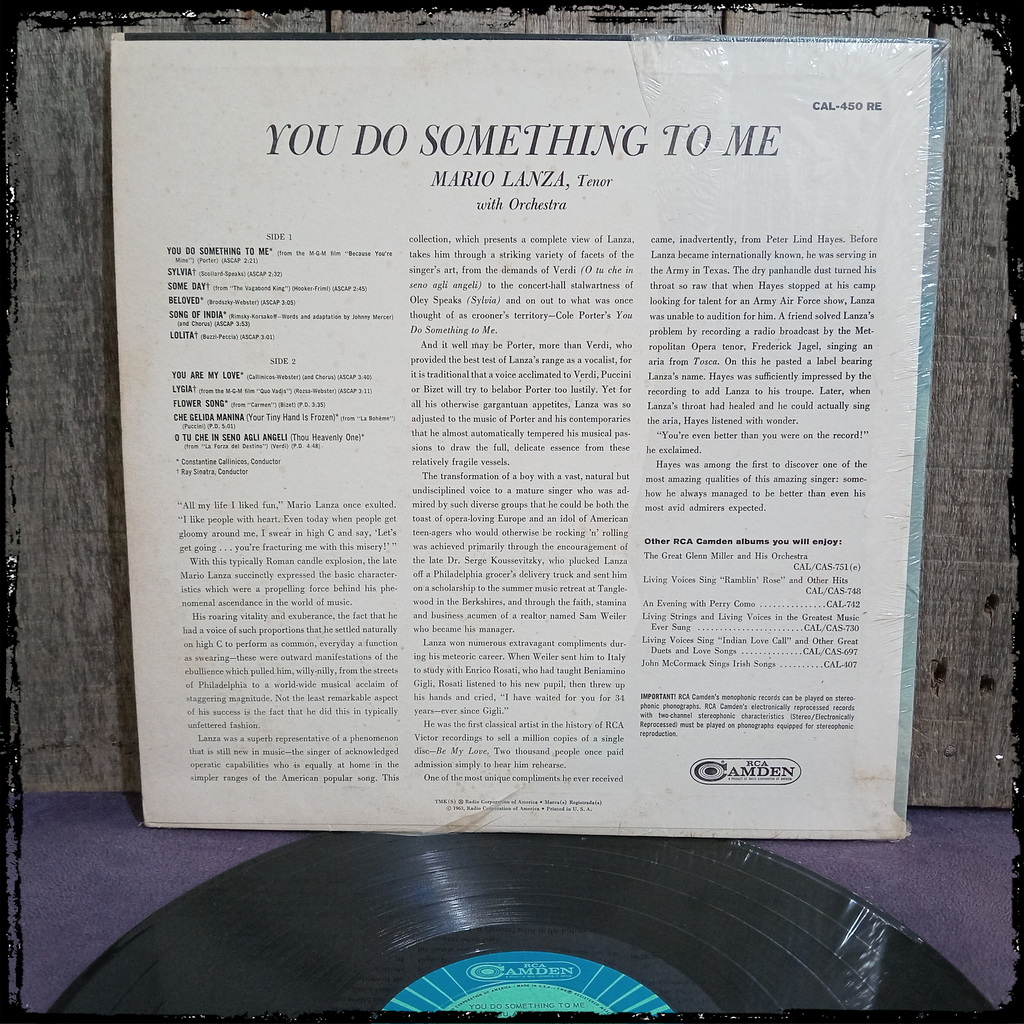 CAL-450 RE
YOU DO SOMETHING TO ME
MARIO LANZA, Tenor
with Orchestra
SIDE 1
YOU DO SOMETHING TO ME* (from the M-G-M film "Because You're
Mine") (Porter) (ASCAP 2:21)
SYLVIA† (Scollard-Speaks) (ASCAP 2:32)
SOME DAY† (from "The Vagabond King") (Hooker-Friml) (ASCAP 2:45)
BELOVED* (Brodszky-Webster) (ASCAP 3:05)
SONG OF INDIA* (Rimsky-Korsakoff—Words and adaptation by Johnny Mercer)
(and Chorus) (ASCAP 3:53)
LOLITA† (Buzzi-Peccia) (ASCAP 3:01)
SIDE 2
YOU ARE MY LOVE* (Callinicos-Webster) (and Chorus) (ASCAP 3:40)
LYGIA† (from the M-G-M film "Quo Vadis") (Rozsa-Webster) (ASCAP 3:11)
FLOWER SONG* (from "Carmen") (Bizet) (P.D. 3:35)
CHE GELIDA MANINA (Your Tiny Hand Is Frozen)* (from "La Bohème")
(Puccini) (P.D. 5:01)
O TU CHE IN SENO AGLI ANGELI (Thou Heavenly One)*
(from "La Forza del Destino") (Verdi) (P.D. 4:48)
* Constantine Callinicos, Conductor
† Ray Sinatra, Conductor
"All my life I liked fun," Mario Lanza once exulted.
"I like people with heart. Even today when people get
gloomy around me, I swear in high C and say, 'Let's
get going . . . you're fracturing me with this misery!' "
With this typically Roman candle explosion, the late
Mario Lanza succinctly expressed the basic character-
istics which were a propelling force behind his phe-
nomenal ascendance in the world of music.
His roaring vitality and exuberance, the fact that he
had a voice of such proportions that he settled naturally
on high C to perform as common, everyday a function
as swearing—these were outward manifestations of the
ebullience which pulled him, willy-nilly, from the streets
of Philadelphia to a world-wide musical acclaim of
staggering magnitude. Not the least remarkable aspect
of his success is the fact that he did this in typically
unfettered fashion.
Lanza was a superb representative of a phenomenon
that is still new in music—the singer of acknowledged
operatic capabilities who is equally at home in the
simpler ranges of the American popular song. This
collection, which presents a complete view of Lanza,
takes him through a striking variety of facets of the
singer's art, from the demands of Verdi (O tu che in
seno agli angeli) to the concert-hall stalwartness of
Oley Speaks (Sylvia) and on out to what was once
thought of as crooner's territory—Cole Porter's You
Do Something to Me.
And it well may be Porter, more than Verdi, who
provided the best test of Lanza's range as a vocalist, for
it is traditional that a voice acclimated to Verdi, Puccini
or Bizet will try to belabor Porter too lustily. Yet for
all his otherwise gargantuan appetites, Lanza was so
adjusted to the music of Porter and his contemporaries
that he almost automatically tempered his musical pas-
sions to draw the full, delicate essence from these
relatively fragile vessels.
The transformation of a boy with a vast, natural but
undisciplined voice to a mature singer who was ad-
mired by such diverse groups that he could be both the
toast of opera-loving Europe and an idol of American
teen-agers who would otherwise be rocking 'n' rolling
was achieved primarily through the encouragement of
the late Dr. Serge Koussevitzky, who plucked Lanza
off a Philadelphia grocer's delivery truck and sent him
on a scholarship to the summer music retreat at Tangle-
wood in the Berkshires, and through the faith, stamina
and business acumen of a realtor named Sam Weiler
who became his manager.
Lanza won numerous extravagant compliments dur-
ing his meteoric career. When Weiler sent him to Italy
to study with Enrico Rosati, who had taught Beniamino
Gigli, Rosati listened to his new pupil, then threw up
his hands and cried, "I have waited for you for 34
years—ever since Gigli."
He was the first classical artist in the history of RCA
Victor recordings to sell a million copies of a single
disc—Be My Love. Two thousand people once paid
admission simply to hear him rehearse.
One of the most unique compliments he ever received
came, inadvertently, from Peter Lind Hayes. Before
Lanza became internationally known, he was serving in
the Army in Texas. The dry panhandle dust turned his
throat so raw that when Hayes stopped at his camp
looking for talent for an Army Air Force show, Lanza
was unable to audition for him. A friend solved Lanza's
problem by recording a radio broadcast by the Met-
ropolitan Opera tenor, Frederick Jagel, singing an
aria from Tosca. On this he pasted a label bearing
Lanza's name. Hayes was sufficiently impressed by the
recording to add Lanza to his troupe. Later, when
Lanza's throat had healed and he could actually sing
the aria, Hayes listened with wonder.
"You're even better than you were on the record!"
he exclaimed.
Hayes was among the first to discover one of the
most amazing qualities of this amazing singer: some-
how he always managed to be better than even his
most avid admirers expected.
Other RCA Camden albums you will enjoy:
The Great Glenn Miller and His Orchestra
CAL/CAS-751(e)
Living Voices Sing "Ramblin' Rose" and Other Hits
CAL/CAS-748
An Evening with Perry Como ...............CAL-742
Living Strings and Living Voices in the Greatest Music
Ever Sung .......................CAL/CAS-730
Living Voices Sing "Indian Love Call" and Other Great
Duets and Love Songs ..............CAL/CAS-697
John McCormack Sings Irish Songs ..........CAL-407
IMPORTANT! RCA Camden's monophonic records can be played on stereo-
phonic phonographs. RCA Camden's electronically reprocessed records
with two-channel stereophonic characteristics (Stereo/Electronically
Reprocessed) must be played on phonographs equipped for stereophonic
reproduction.
RCA
CAMDEN
TMK(S) ® Radio Corporation of America • Marca(s) Registrada(s)
© 1963, Radio Corporation of America • Printed in U. S. A.
RCA
CAMDEN
YOU DO SOMETHING TO ME